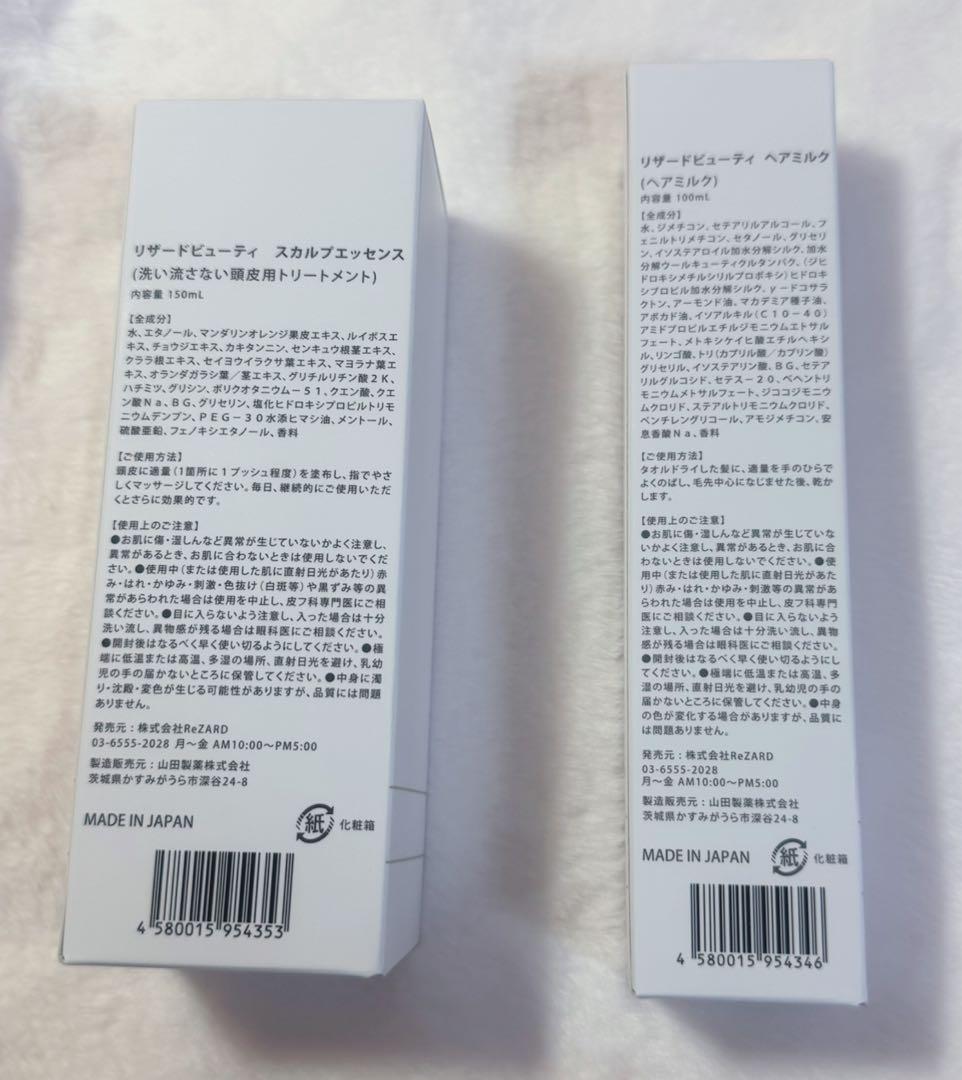 リザードビューティ スカルプエッセンス
(洗い流さない頭皮用トリートメント)
内容量 150mL
【全成分】
水、エタノール、マンダリンオレンジ果皮エキス、ルイボスエ
キス、チョウジエキス、カキタンニン、センキュウ根茎エキス、
クララ根エキス、セイヨウイラクサ葉エキス、マヨラナ葉エ
キス、オランダガラシ葉/茎エキス、グリチルリチン酸2K、
ハチミツ、グリシン、ポリクオタニウム-51、クエン酸、クエ
ン酸Na、BG、グリセリン、塩化ヒドロキシプロピルトリモ
ニウムデンプン、PEG-30水添ヒマシ油、メントール、
硫酸亜鉛、フェノキシエタノール、香料
【ご使用方法】
頭皮に適量(1箇所に1プッシュ程度)を塗布し、指でやさ
しくマッサージしてください。毎日、継続的にご使用いただ
くとさらに効果的です。
【使用上のご注意】
●お肌に傷・湿しんなど異常が生じていないかよく注意し、
異常があるとき、お肌に合わないときは使用しないでくだ
さい。●使用中(または使用した肌に直射日光があたり)赤
み・はれ・かゆみ・刺激・色抜け(白斑等)や黒ずみ等の異
常があらわれた場合は使用を中止し、皮フ科専門医にご相
談ください。●目に入らないよう注意し、入った場合は十分
洗い流し、異物感が残る場合は眼科医にご相談ください。
●開封後はなるべく早く使い切るようにしてください。●極
端に低温または高温、多湿の場所、直射日光を避け、乳幼
児の手の届かないところに保管してください。●中身に濁
り・沈殿・変色が生じる可能性がありますが、品質には問題
ありません。
発売元:株式会社ReZARD
03-6555-2028 月〜金 AM10:00〜PM5:00
製造販売元:山田製薬株式会社
茨城県かすみがうら市深谷24-8
MADE IN JAPAN
紙 化粧箱
4 580015 954353
リザードビューティ ヘアミルク
(ヘアミルク)
内容量 100mL
【全成分】
水、ジメチコン、セテアリルアルコール、フ
ェニルトリメチコン、セタノール、グリセリ
ン、イソステアロイル加水分解シルク、加水
分解ウールキューティクルタンパク、(ジヒ
ドロキシメチルシリルプロポキシ)ヒドロキ
シプロピル加水分解シルク、γ-ドコサラ
クトン、アーモンド油、マカデミア種子油、
アボカド油、イソアルキル(C10-40)
アミドプロピルエチルジモニウムエトサル
フェート、メトキシケイヒ酸エチルヘキシ
ル、リンゴ酸、トリ(カプリル酸/カプリン酸)
グリセリル、イソステアリン酸、BG、セテア
リルグルコシド、セテス-20、ベヘントリ
モニウムメトサルフェート、ジココジモニウ
ムクロリド、ステアルトリモニウムクロリド、
ペンチレングリコール、アモジメチコン、安
息香酸Na、香料
【ご使用方法】
タオルドライした髪に、適量を手のひらで
よくのばし、毛先中心になじませた後、乾か
します。
【使用上のご注意】
●お肌に傷・湿しんなど異常が生じていな
いかよく注意し、異常があるとき、お肌に合
わないときは使用しないでください。●使
用中(または使用した肌に直射日光があた
り)赤み・はれ・かゆみ・刺激等の異常があ
らわれた場合は使用を中止し、皮フ科専門
医にご相談ください。●目に入らないよう
注意し、入った場合は十分洗い流し、異物
感が残る場合は眼科医にご相談ください。
●開封後はなるべく早く使い切るようにし
てください。●極端に低温または高温、多
湿の場所、直射日光を避け、乳幼児の手の
届かないところに保管してください。●中身
の色が変化する場合がありますが、品質に
は問題ありません。
発売元:株式会社ReZARD
03-6555-2028
月〜金 AM10:00〜PM5:00
製造販売元:山田製薬株式会社
茨城県かすみがうら市深谷24-8
MADE IN JAPAN
紙 化粧箱
4 580015 954346